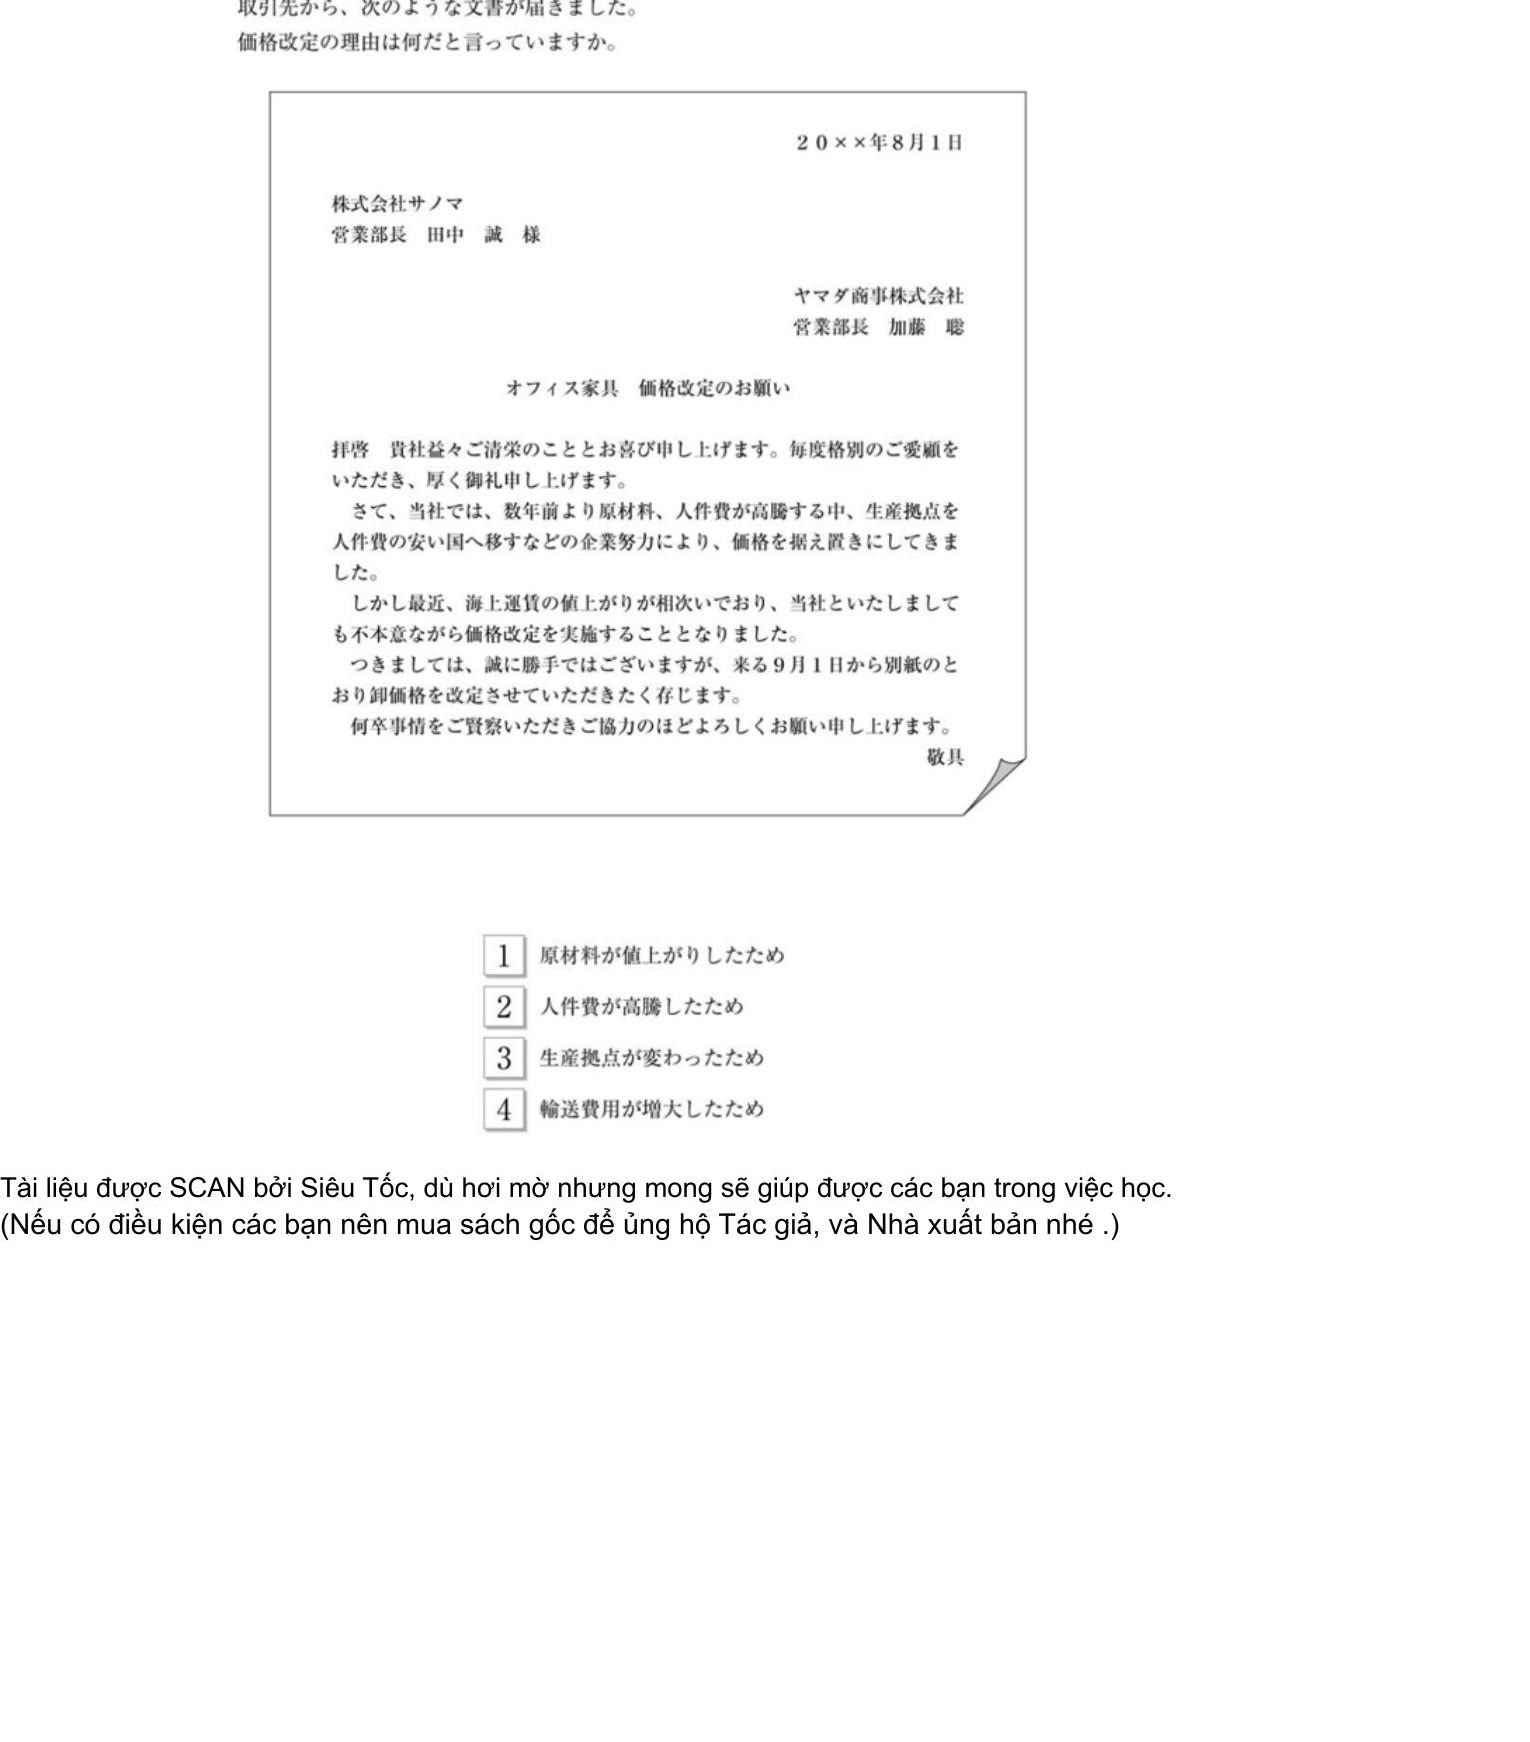 取引先から、次のような文書が届きました。
価格改定の理由は何だと言っていますか。
２０××年８月１日
株式会社サノマ
営業部長　田中　誠　様
ヤマダ商事株式会社
営業部長　加藤　聡
オフィス家具　価格改定のお願い
拝啓　貴社益々ご清栄のこととお喜び申し上げます。毎度格別のご愛顧を
いただき、厚く御礼申し上げます。
　さて、当社では、数年前より原材料、人件費が高騰する中、生産拠点を
人件費の安い国へ移すなどの企業努力により、価格を据え置きにしてきま
した。
　しかし最近、海上運賃の値上がりが相次いでおり、当社といたしまして
も不本意ながら価格改定を実施することとなりました。
　つきましては、誠に勝手ではございますが、来る９月１日から別紙のと
おり卸価格を改定させていただきたく存じます。
　何卒事情をご賢察いただきご協力のほどよろしくお願い申し上げます。
敬具
1 原材料が値上がりしたため
2 人件費が高騰したため
3 生産拠点が変わったため
4 輸送費用が増大したため
Tài liệu được SCAN bởi Siêu Tốc, dù hơi mờ nhưng mong sẽ giúp được các bạn trong việc học.
(Nếu có điều kiện các bạn nên mua sách gốc để ủng hộ Tác giả, và Nhà xuất bản nhé .)